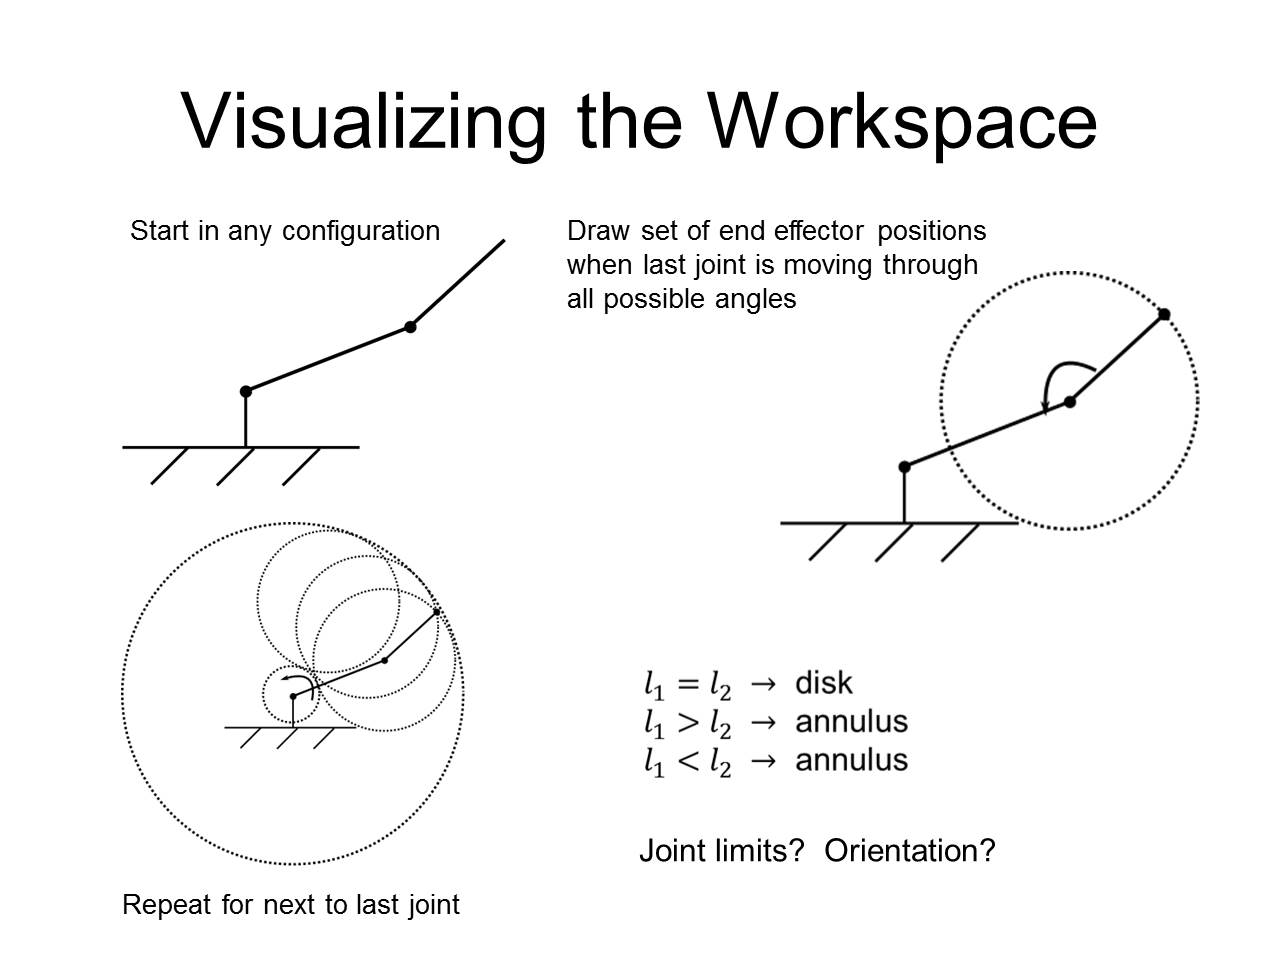 Visualizing the Workspace
Start in any configuration
Draw set of end effector positions
when last joint is moving through
all possible angles
l₁ = l₂ → disk
l₁ > l₂ → annulus
l₁ < l₂ → annulus
Joint limits? Orientation?
Repeat for next to last joint